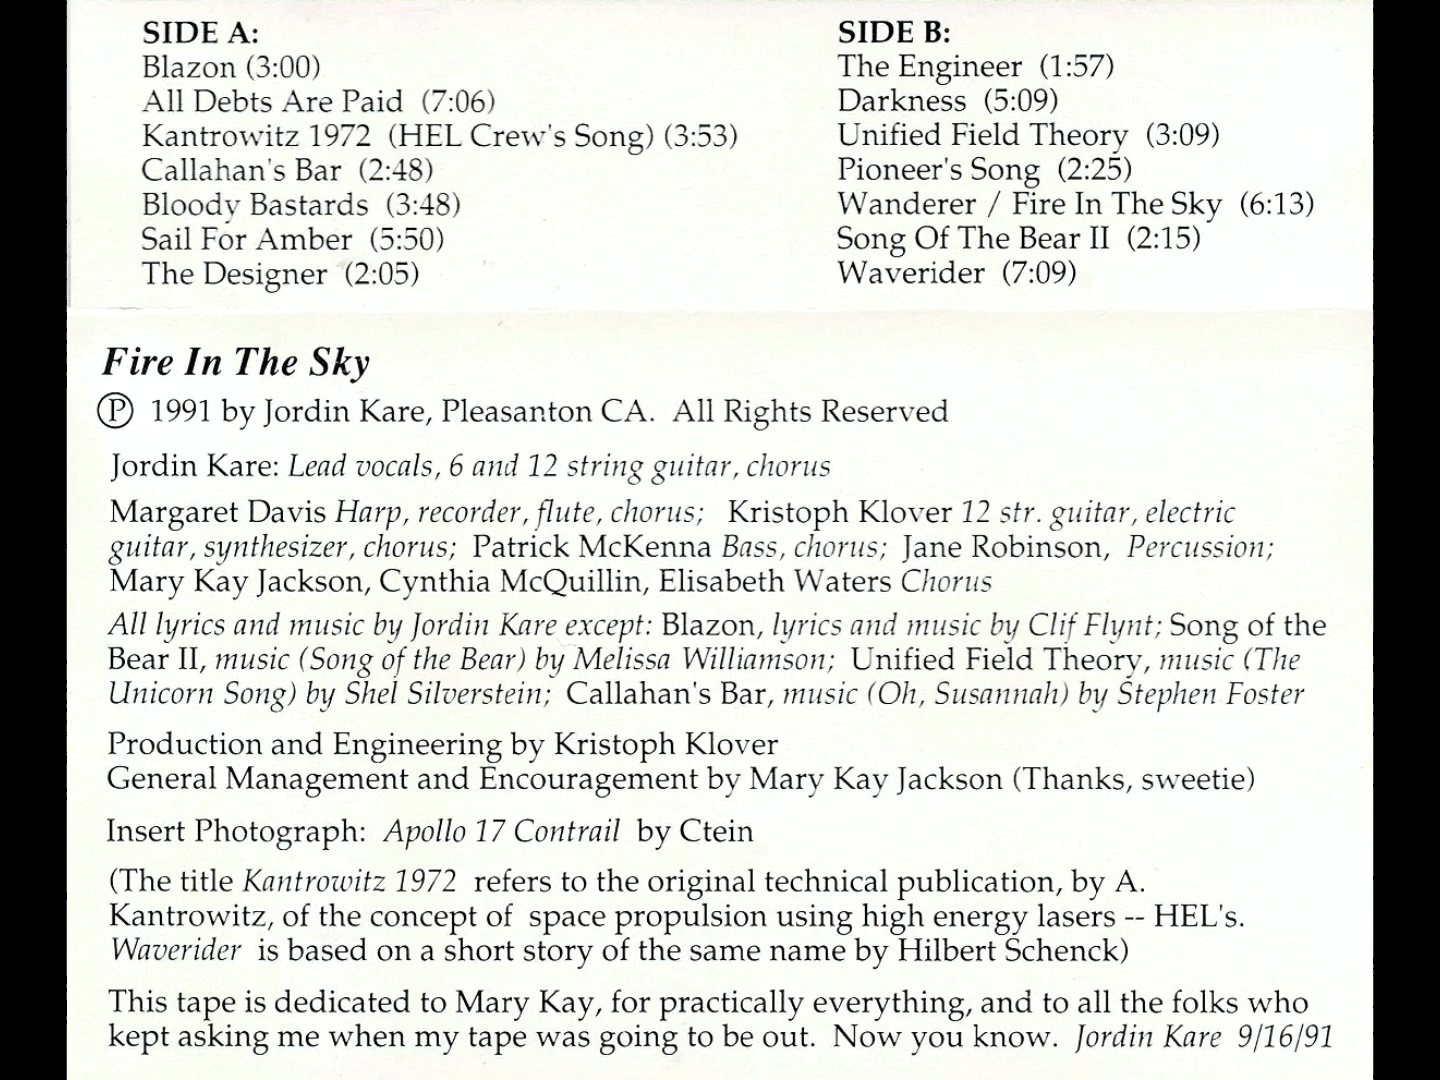 SIDE A:
Blazon (3:00)
All Debts Are Paid (7:06)
Kantrowitz 1972 (HEL Crew's Song) (3:53)
Callahan's Bar (2:48)
Bloody Bastards (3:48)
Sail For Amber (5:50)
The Designer (2:05)
SIDE B:
The Engineer (1:57)
Darkness (5:09)
Unified Field Theory (3:09)
Pioneer's Song (2:25)
Wanderer / Fire In The Sky (6:13)
Song Of The Bear II (2:15)
Waverider (7:09)
Fire In The Sky
Ⓟ 1991 by Jordin Kare, Pleasanton CA. All Rights Reserved
Jordin Kare: Lead vocals, 6 and 12 string guitar, chorus
Margaret Davis Harp, recorder, flute, chorus; Kristoph Klover 12 str. guitar, electric
guitar, synthesizer, chorus; Patrick McKenna Bass, chorus; Jane Robinson, Percussion;
Mary Kay Jackson, Cynthia McQuillin, Elisabeth Waters Chorus
All lyrics and music by Jordin Kare except: Blazon, lyrics and music by Clif Flynt; Song of the
Bear II, music (Song of the Bear) by Melissa Williamson; Unified Field Theory, music (The
Unicorn Song) by Shel Silverstein; Callahan's Bar, music (Oh, Susannah) by Stephen Foster
Production and Engineering by Kristoph Klover
General Management and Encouragement by Mary Kay Jackson (Thanks, sweetie)
Insert Photograph: Apollo 17 Contrail by Ctein
(The title Kantrowitz 1972 refers to the original technical publication, by A.
Kantrowitz, of the concept of space propulsion using high energy lasers -- HEL's.
Waverider is based on a short story of the same name by Hilbert Schenck)
This tape is dedicated to Mary Kay, for practically everything, and to all the folks who
kept asking me when my tape was going to be out. Now you know. Jordin Kare 9/16/91